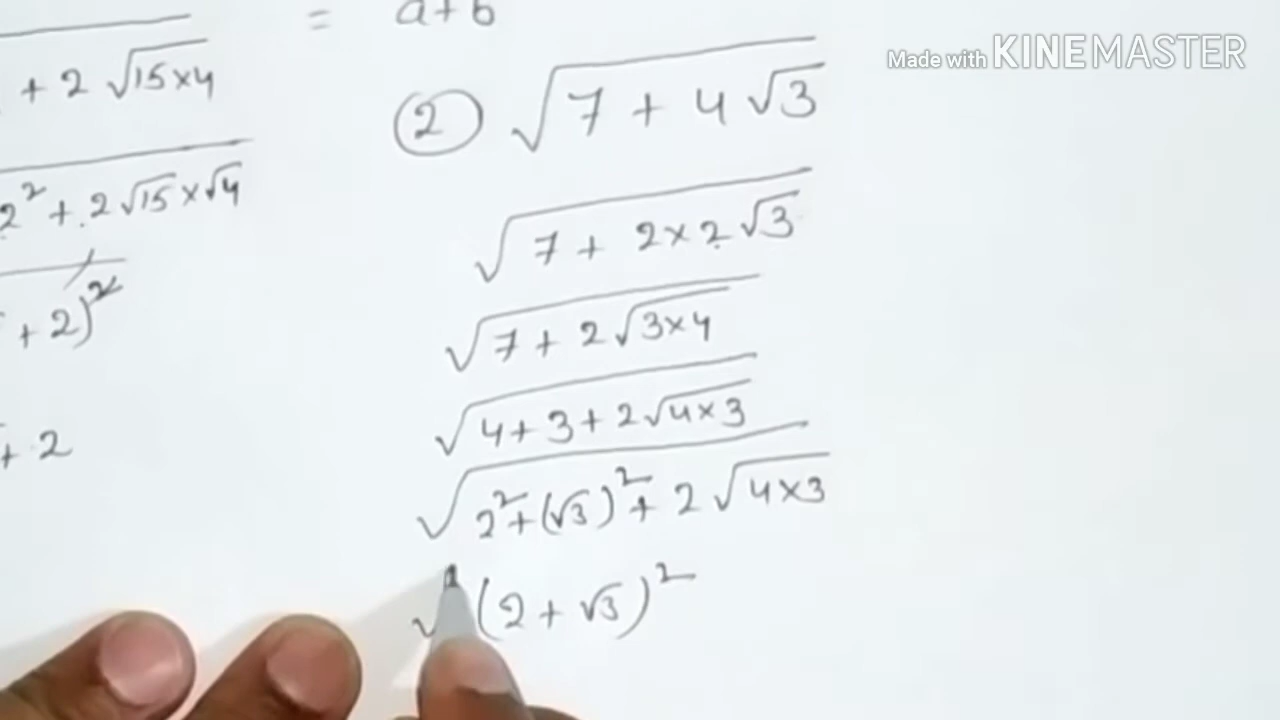 = a+b
+ 2 √15×4
2² + 2√15 × √4
+ 2)²
+ 2
② √7 + 4√3
√7 + 2×2√3
√7 + 2√3×4
√4+3+2√4×3
√2²+(√3)²+2√4×3
√(2+√3)²
Made with KINEMASTER